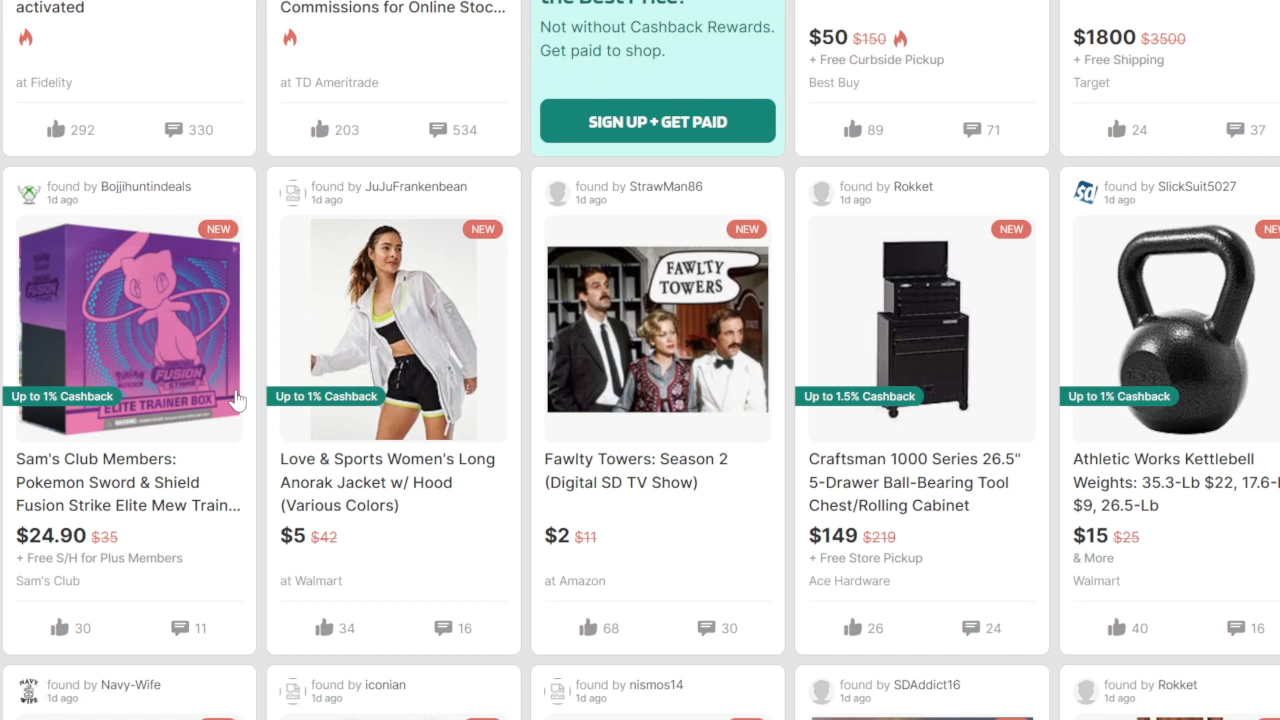 activated
at Fidelity
292
330
Commissions for Online Stoc...
at TD Ameritrade
203
534
Not without Cashback Rewards.
Get paid to shop.
SIGN UP + GET PAID
$50 $150
+ Free Curbside Pickup
Best Buy
89
71
$1800 $3500
+ Free Shipping
Target
24
37
found by Bojjihuntindeals
1d ago
NEW
FUSION
ELITE TRAINER BOX
Up to 1% Cashback
Sam's Club Members:
Pokemon Sword & Shield
Fusion Strike Elite Mew Train...
$24.90 $35
+ Free S/H for Plus Members
Sam's Club
30
11
found by JuJuFrankenbean
1d ago
NEW
Up to 1% Cashback
Love & Sports Women's Long
Anorak Jacket w/ Hood
(Various Colors)
$5 $42
at Walmart
34
16
found by StrawMan86
1d ago
NEW
FAWLTY
TOWERS
Fawlty Towers: Season 2
(Digital SD TV Show)
$2 $11
at Amazon
68
30
found by Rokket
1d ago
NEW
Up to 1.5% Cashback
Craftsman 1000 Series 26.5"
5-Drawer Ball-Bearing Tool
Chest/Rolling Cabinet
$149 $219
+ Free Store Pickup
Ace Hardware
26
24
sd
found by SlickSuit5027
1d ago
Up to 1% Cashback
Athletic Works Kettlebell
Weights: 35.3-Lb $22, 17.6-
$9, 26.5-Lb
$15 $25
& More
Walmart
40
16
NAVY
WIFE
found by Navy-Wife
1d ago
found by iconian
1d ago
found by nismos14
1d ago
found by SDAddict16
1d ago
found by Rokket
1d ago